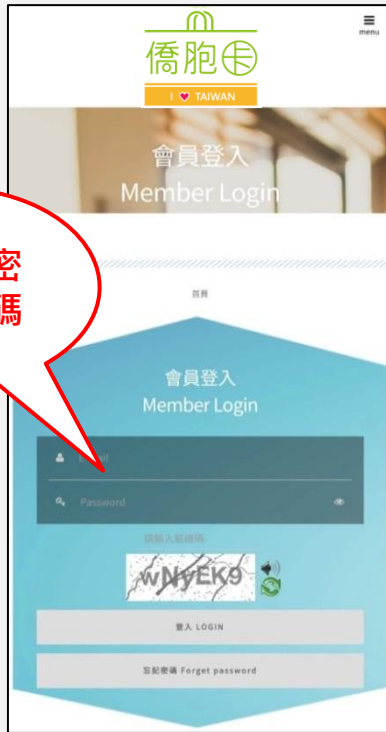 menu
僑胞卡
I ❤ TAIWAN
會員登入
Member Login
密
碼
首頁
會員登入
Member Login
Password
請輸入驗證碼
wNyEK9
登入 LOGIN
忘記密碼 Forget password